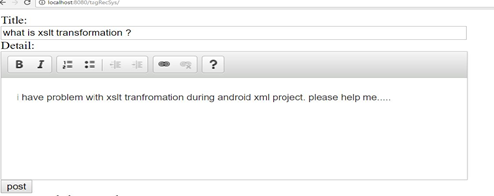 localhost:8080/tsgRecSys/
Title:
what is xslt transformation ?
Detail:
B I ?
i have problem with xslt tranfromation during android xml project. please help me.....
post